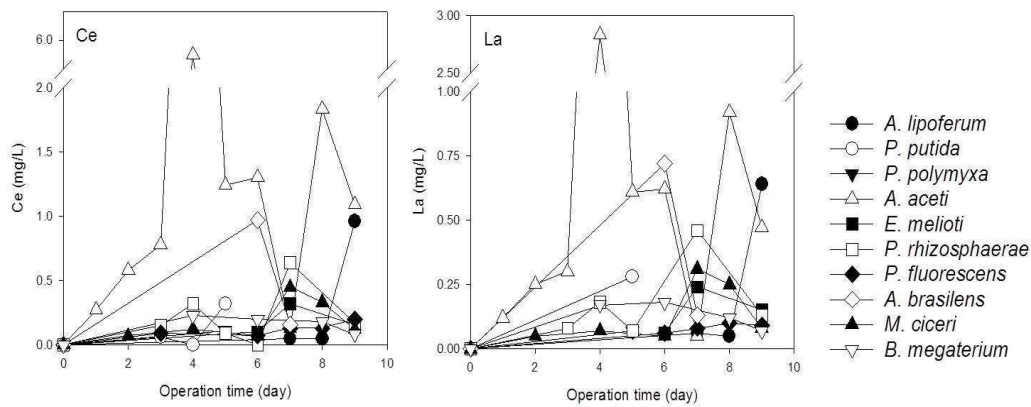 Ce
6.0
2.0
1.5
1.0
0.5
0.0
Ce (mg/L)
0 2 4 6 8 10
Operation time (day)
La
3.00
2.50
0.75
0.50
0.25
0.00
La (mg/L)
0 2 4 6 8 10
Operation time (day)
A. lipoferum
P. putida
P. polymyxa
A. aceti
E. melioti
P. rhizosphaerae
P. fluorescens
A. brasilens
M. ciceri
B. megaterium